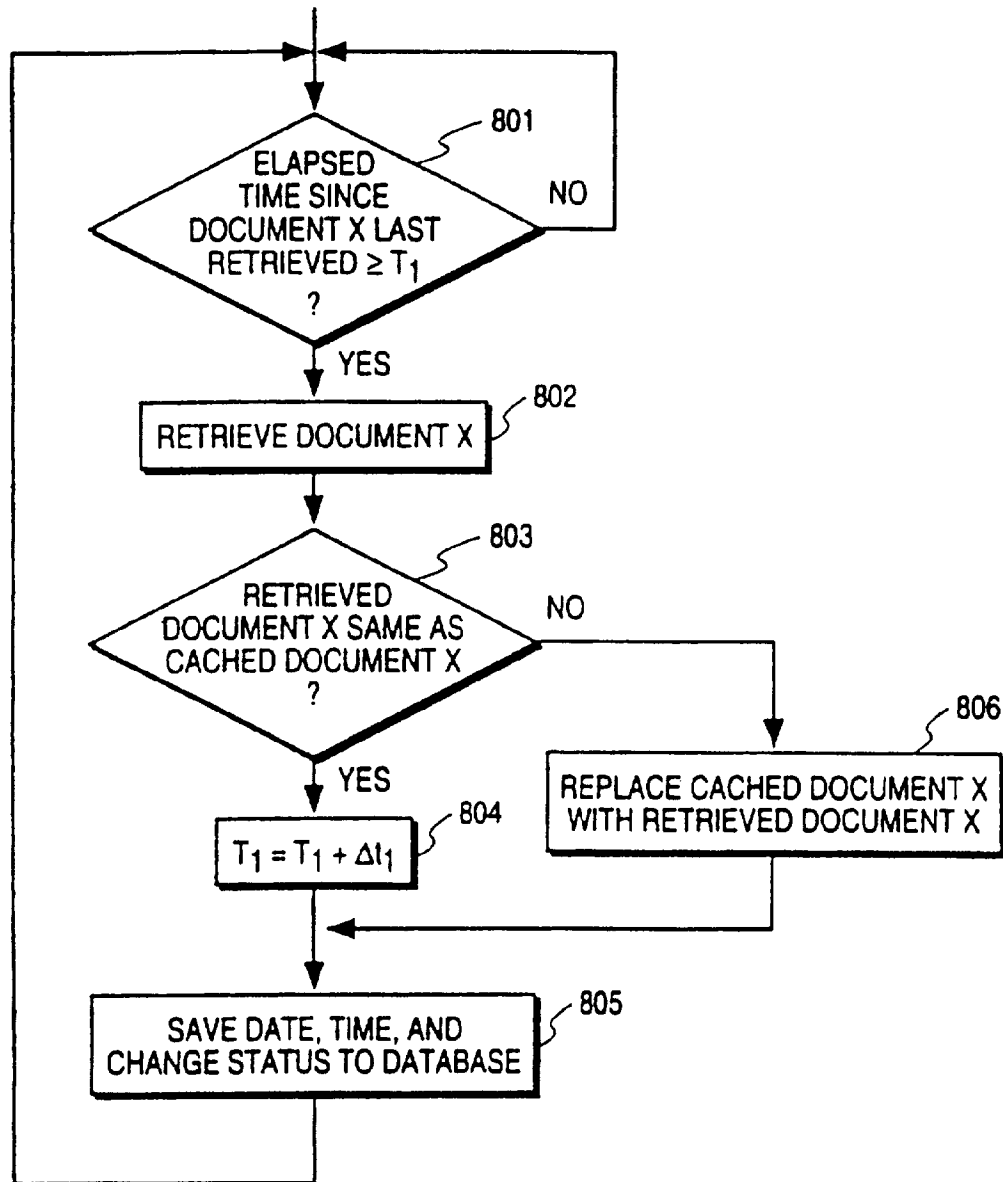 801
ELAPSED
TIME SINCE
DOCUMENT X LAST
RETRIEVED ≥ T₁
?
NO
YES
802
RETRIEVE DOCUMENT X
803
RETRIEVED
DOCUMENT X SAME AS
CACHED DOCUMENT X
?
NO
YES
806
REPLACE CACHED DOCUMENT X
WITH RETRIEVED DOCUMENT X
804
T₁ = T₁ + Δt₁
805
SAVE DATE, TIME, AND
CHANGE STATUS TO DATABASE